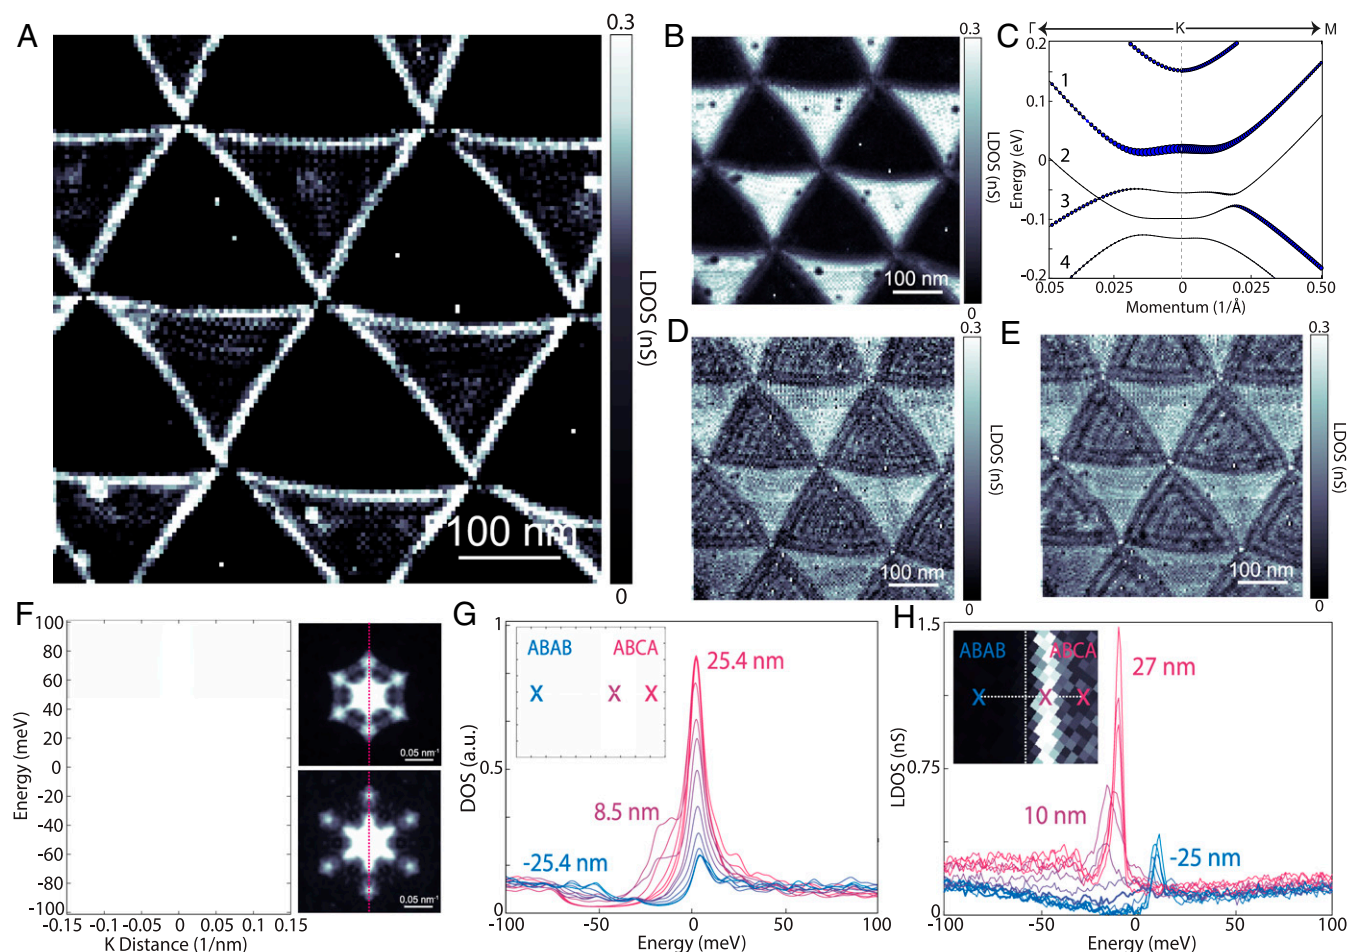 A
0.3
LDOS (nS)
0
100 nm
B
0.3
LDOS (nS)
0
100 nm
C
Γ
K
M
0.2
0.1
0
-0.1
-0.2
Energy (eV)
1
2
3
4
0.05
0.025
0
0.025
0.50
Momentum (1/Å)
D
0.3
LDOS (nS)
0
100 nm
E
0.3
LDOS (nS)
0
100 nm
F
100
80
60
40
20
0
-20
-40
-60
-80
-100
Energy (meV)
-0.15
-0.1
-0.05
0
0.05
0.1
0.15
K Distance (1/nm)
0.05 nm⁻¹
0.05 nm⁻¹
G
1
0.5
0
DOS (a.u.)
ABAB
ABCA
X
X
X
25.4 nm
8.5 nm
-25.4 nm
-100
-50
0
50
100
Energy (meV)
H
1.5
0.75
0
LDOS (nS)
ABAB
ABCA
X
X
X
27 nm
10 nm
-25 nm
-100
-50
0
50
100
Energy (meV)